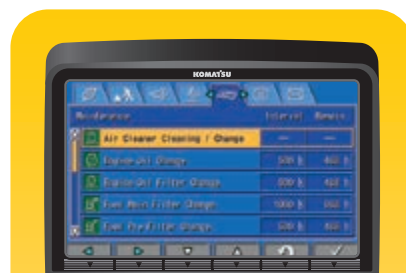 KOMATSU
Maintenance Interval Remain
Air Cleaner Cleaning / Change — —
Engine Oil Change 500 h
Engine Oil Filter Change 500 h
Fuel Main Filter Change 1000 h
Fuel Pre Filter Change 500 h